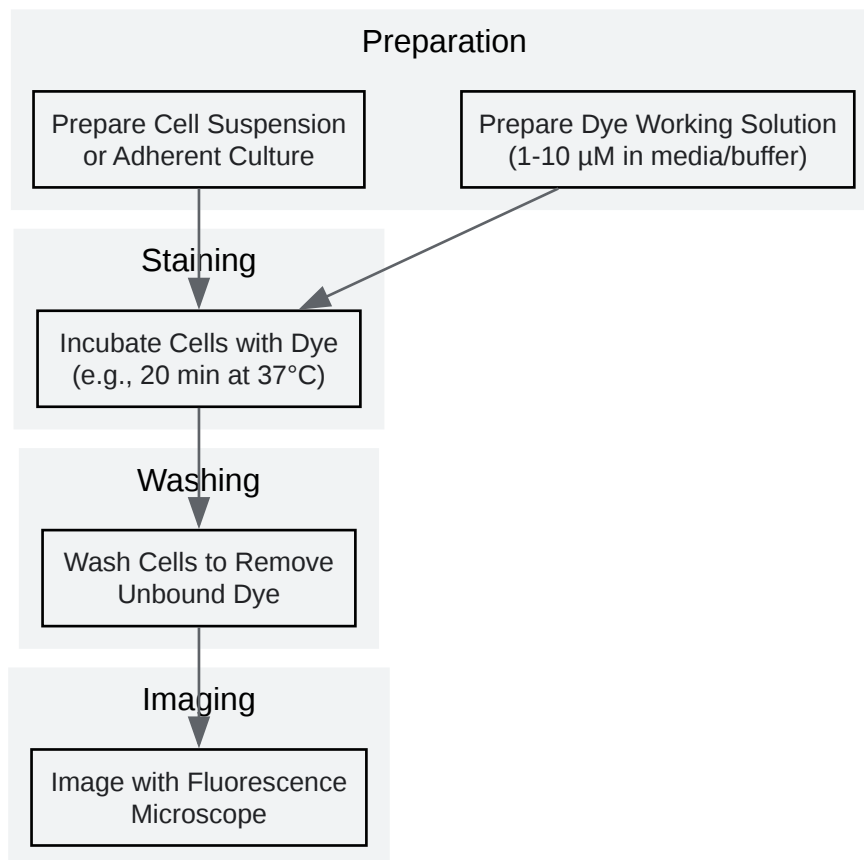 Preparation
Prepare Cell Suspension
or Adherent Culture
Prepare Dye Working Solution
(1-10 µM in media/buffer)
Staining
Incubate Cells with Dye
(e.g., 20 min at 37°C)
Washing
Wash Cells to Remove
Unbound Dye
Imaging
Image with Fluorescence
Microscope